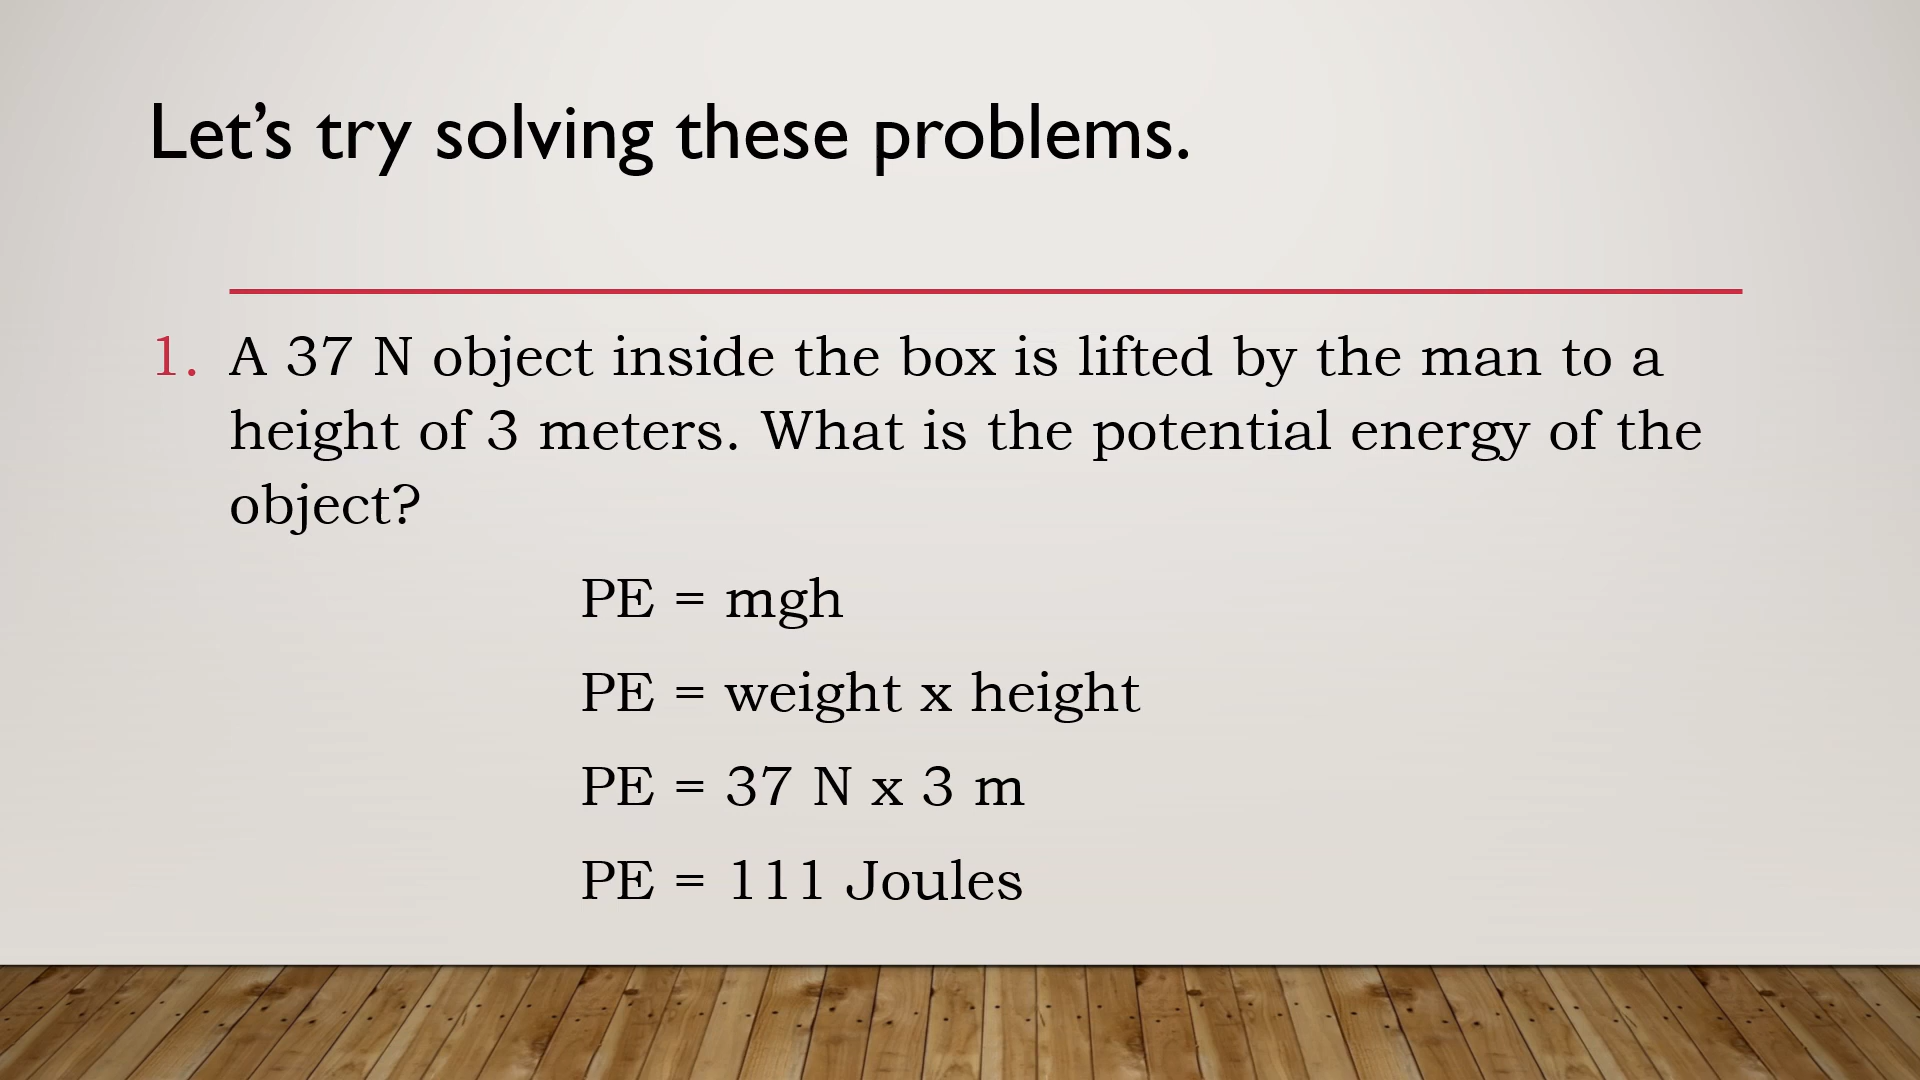 Let’s try solving these problems.
1. A 37 N object inside the box is lifted by the man to a
height of 3 meters. What is the potential energy of the
object?
PE = mgh
PE = weight x height
PE = 37 N x 3 m
PE = 111 Joules